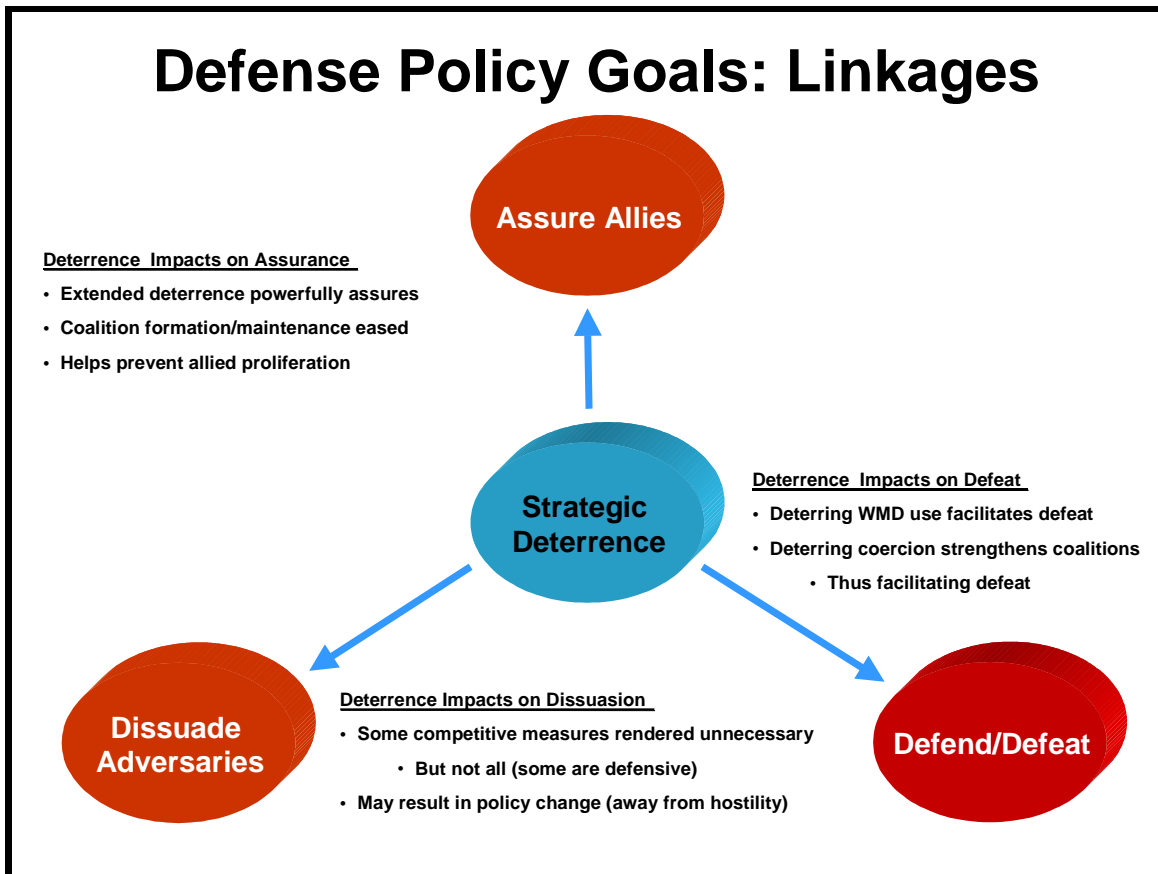 Defense Policy Goals: Linkages
Assure Allies
Deterrence Impacts on Assurance
• Extended deterrence powerfully assures
• Coalition formation/maintenance eased
• Helps prevent allied proliferation
Strategic
Deterrence
Deterrence Impacts on Defeat
• Deterring WMD use facilitates defeat
• Deterring coercion strengthens coalitions
• Thus facilitating defeat
Dissuade
Adversaries
Deterrence Impacts on Dissuasion
• Some competitive measures rendered unnecessary
• But not all (some are defensive)
• May result in policy change (away from hostility)
Defend/Defeat